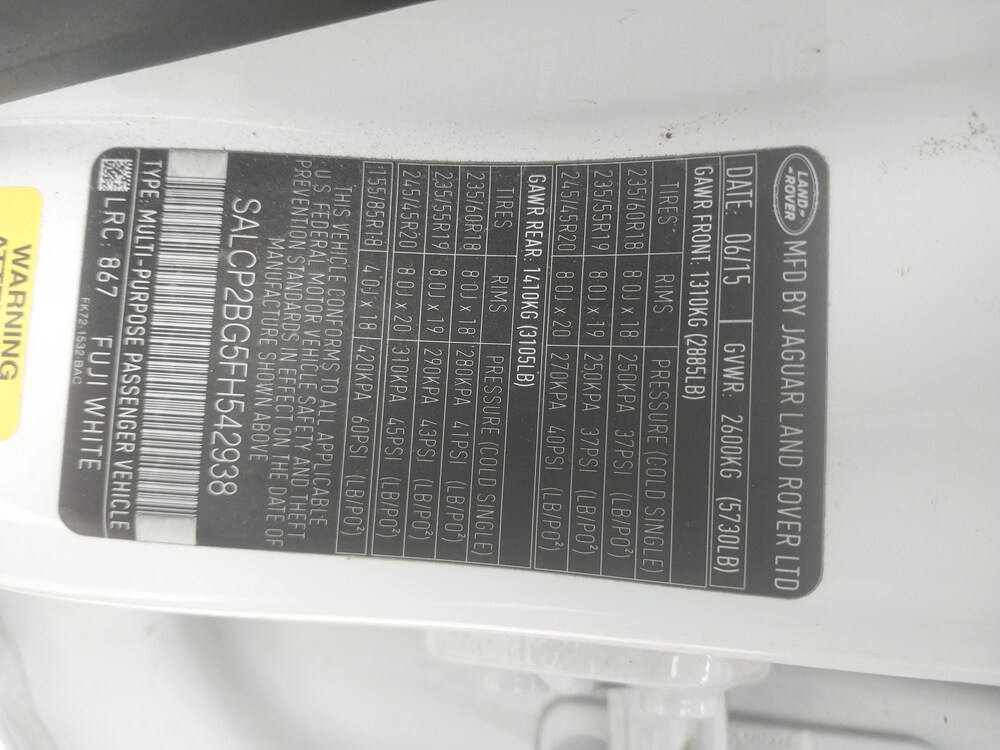 LAND ROVER MFD BY JAGUAR LAND ROVER LTD
DATE: 06/15 GVWR: 2600KG (5730LB)
GAWR FRONT: 1310KG (2885LB)
TIRES RIMS PRESSURE (COLD SINGLE)
235/60R18 8.0J x 18 250KPA 37PSI (LB/PO²)
235/55R19 8.0J x 19 250KPA 37PSI (LB/PO²)
245/45R20 8.0J x 20 270KPA 40PSI (LB/PO²)
GAWR REAR: 1410KG (3105LB)
TIRES RIMS PRESSURE (COLD SINGLE)
235/60R18 8.0J x 18 280KPA 41PSI (LB/PO²)
235/55R19 8.0J x 19 290KPA 43PSI (LB/PO²)
245/45R20 8.0J x 20 310KPA 45PSI (LB/PO²)
155/85R18 4.0J x 18 420KPA 60PSI (LB/PO²)
THIS VEHICLE CONFORMS TO ALL APPLICABLE
U.S FEDERAL MOTOR VEHICLE SAFETY AND THEFT
PREVENTION STANDARDS IN EFFECT ON THE DATE OF
MANUFACTURE SHOWN ABOVE
SALCP2BG5FH542938
TYPE: MULTI-PURPOSE PASSENGER VEHICLE
LRC: 867 FUJI WHITE
FK72-1532-BAG
WARNING